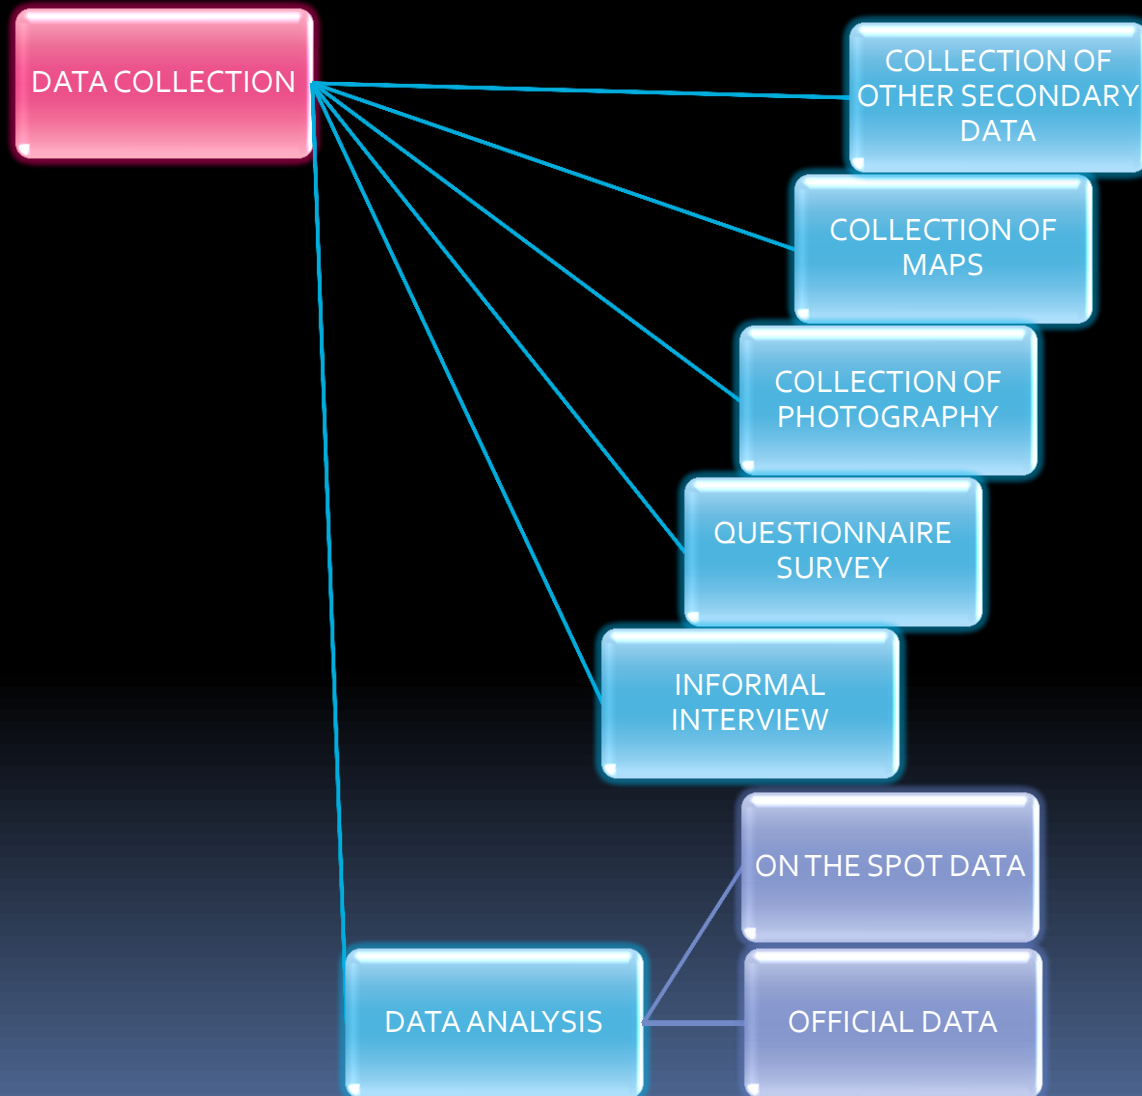 DATA COLLECTION
COLLECTION OF
OTHER SECONDARY
DATA
COLLECTION OF
MAPS
COLLECTION OF
PHOTOGRAPHY
QUESTIONNAIRE
SURVEY
INFORMAL
INTERVIEW
ON THE SPOT DATA
DATA ANALYSIS
OFFICIAL DATA